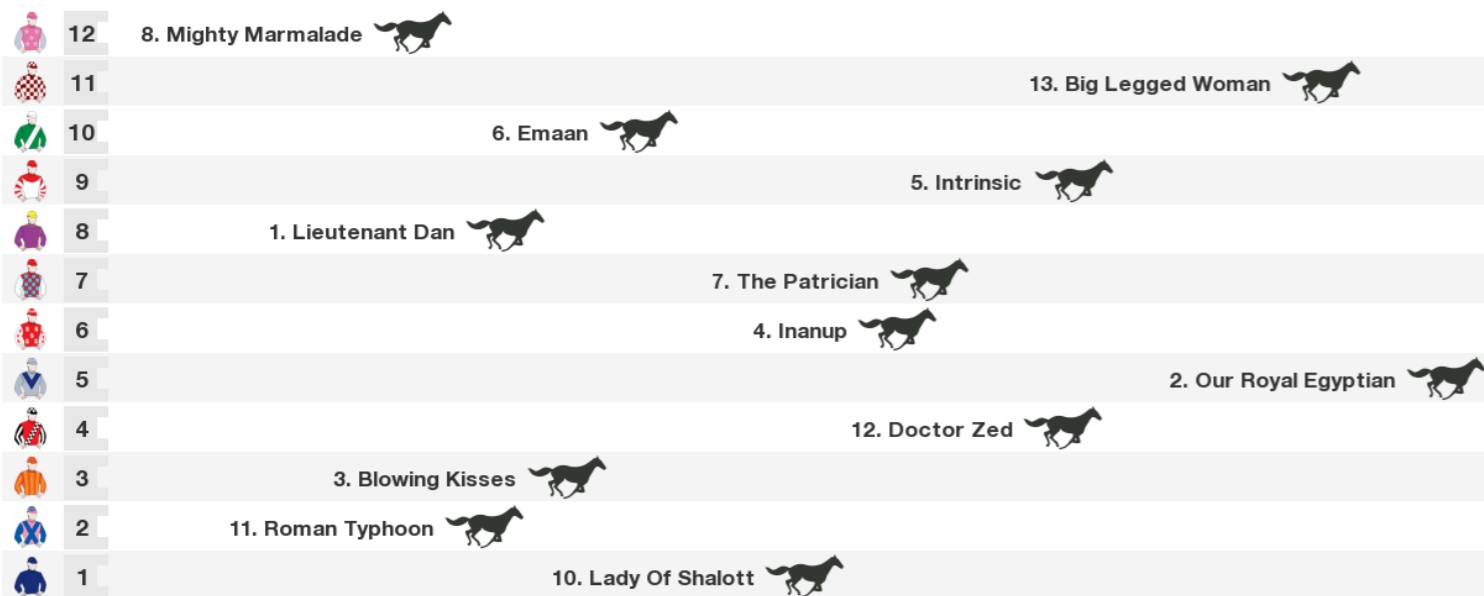 12 8. Mighty Marmalade
11 13. Big Legged Woman
10 6. Emaan
9 5. Intrinsic
8 1. Lieutenant Dan
7 7. The Patrician
6 4. Inanup
5 2. Our Royal Egyptian
4 12. Doctor Zed
3 3. Blowing Kisses
2 11. Roman Typhoon
1 10. Lady Of Shalott